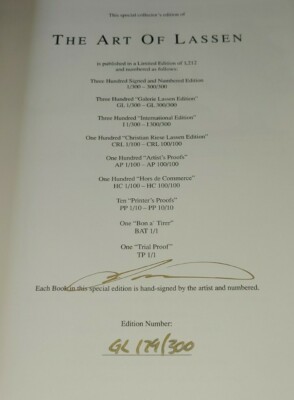 This special collector's edition of
THE ART OF LASSEN
is published in a Limited Edition of 1,212
and numbered as follows:
Three Hundred Signed and Numbered Edition
1/300 – 300/300
Three Hundred "Galerie Lassen Edition"
GL 1/300 – GL 300/300
Three Hundred "International Edition"
I 1/300 – I 300/300
One Hundred "Christian Riese Lassen Edition"
CRL 1/100 – CRL 100/100
One Hundred "Artist's Proofs"
AP 1/100 – AP 100/100
One Hundred "Hors de Commerce"
HC 1/100 – HC 100/100
Ten "Printer's Proofs"
PP 1/10 – PP 10/10
One "Bon a' Tirer"
BAT 1/1
One "Trial Proof"
TP 1/1
Each Book in this special edition is hand-signed by the artist and numbered.
Edition Number:
GL 179/300